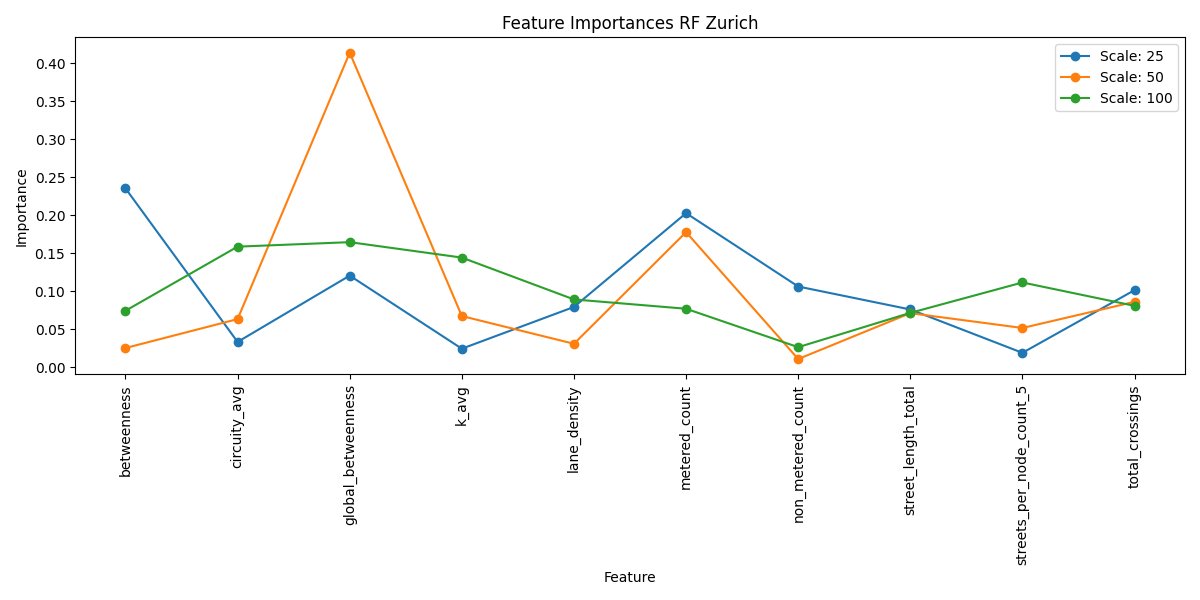 Feature Importances RF Zurich
Scale: 25
Scale: 50
Scale: 100
Importance
0.40
0.35
0.30
0.25
0.20
0.15
0.10
0.05
0.00
betweenness
circuity_avg
global_betweenness
k_avg
lane_density
metered_count
non_metered_count
street_length_total
streets_per_node_count_5
total_crossings
Feature